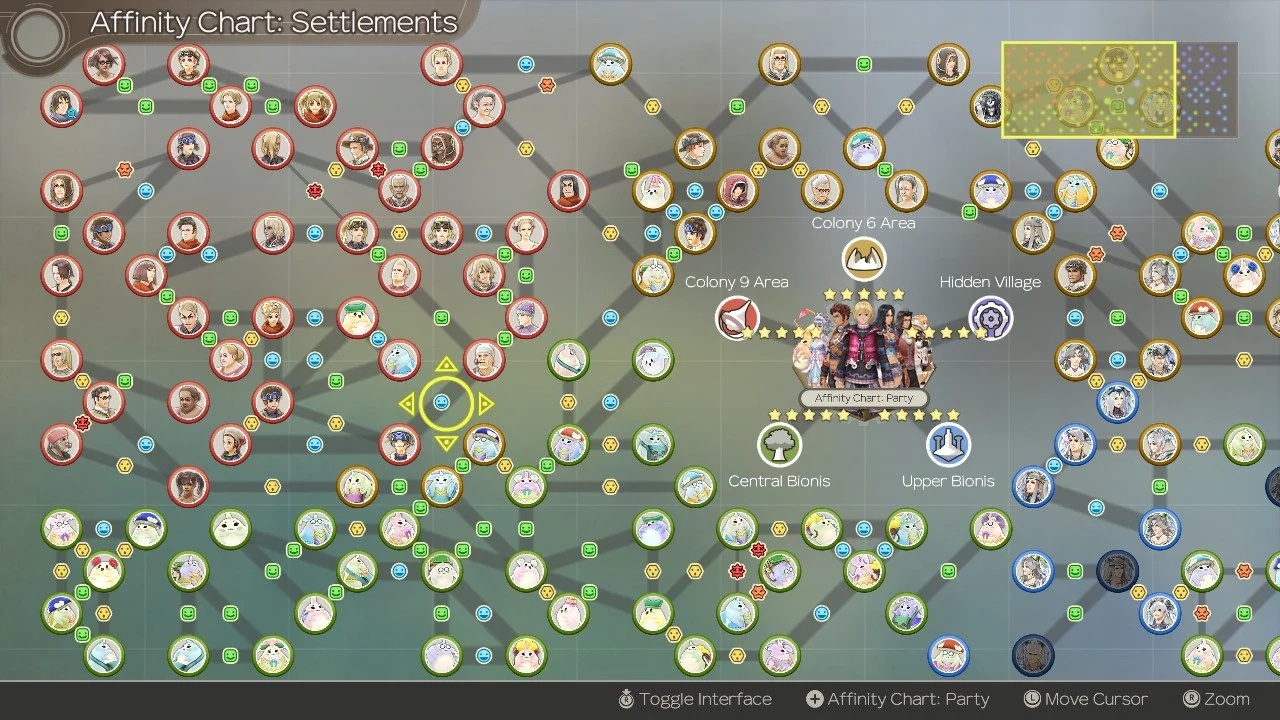 Affinity Chart: Settlements
Colony 6 Area
Colony 9 Area
Hidden Village
Affinity Chart: Party
Central Bionis
Upper Bionis
Toggle Interface
Affinity Chart: Party
L Move Cursor
R Zoom